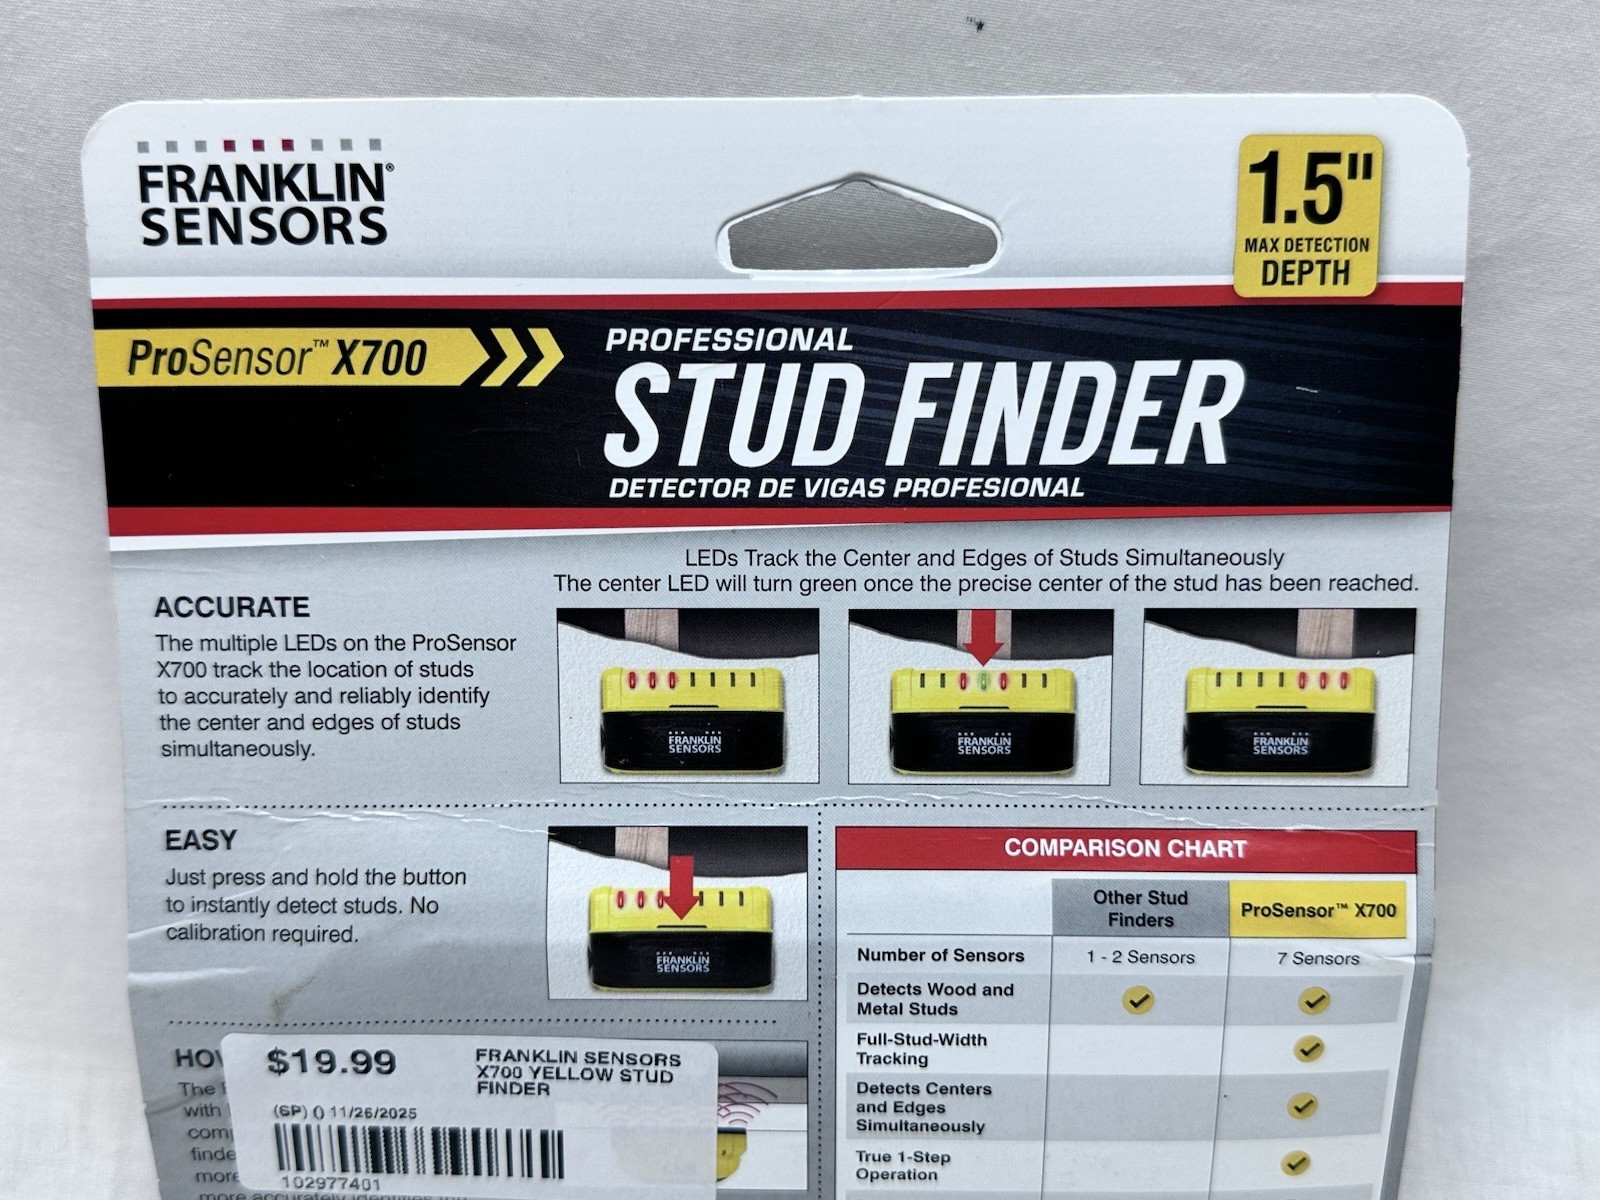 FRANKLIN®
SENSORS
1.5"
MAX DETECTION
DEPTH
ProSensor™ X700
PROFESSIONAL
STUD FINDER
DETECTOR DE VIGAS PROFESIONAL
LEDs Track the Center and Edges of Studs Simultaneously
The center LED will turn green once the precise center of the stud has been reached.
ACCURATE
The multiple LEDs on the ProSensor
X700 track the location of studs
to accurately and reliably identify
the center and edges of studs
simultaneously.
FRANKLIN
SENSORS
FRANKLIN
SENSORS
FRANKLIN
SENSORS
EASY
Just press and hold the button
to instantly detect studs. No
calibration required.
FRANKLIN
SENSORS
COMPARISON CHART
Other Stud
Finders
ProSensor™ X700
Number of Sensors
1 - 2 Sensors
7 Sensors
Detects Wood and
Metal Studs
Full-Stud-Width
Tracking
Detects Centers
and Edges
Simultaneously
True 1-Step
Operation
The
with
more
$19.99
FRANKLIN SENSORS
X700 YELLOW STUD
FINDER
(GP) () 11/26/2025
102977401
more accurately